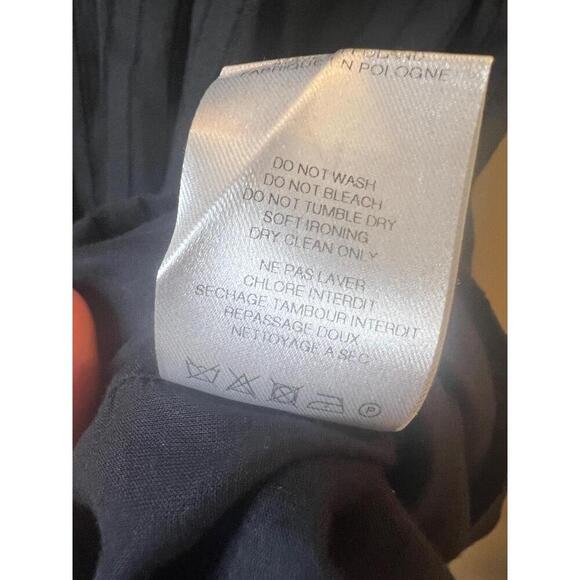 FABRIQUE EN POLOGNE
DO NOT WASH
DO NOT BLEACH
DO NOT TUMBLE DRY
SOFT IRONING
DRY CLEAN ONLY
NE PAS LAVER
CHLORE INTERDIT
SECHAGE TAMBOUR INTERDIT
REPASSAGE DOUX
NETTOYAGE A SEC
P